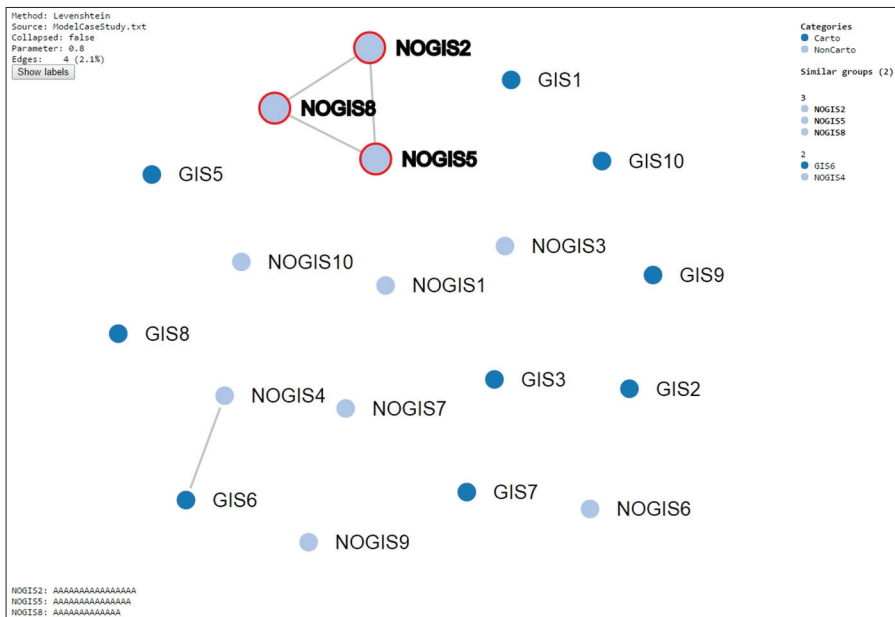 Method: Levenshtein
Source: ModelCaseStudy.txt
Collapsed: false
Parameter: 0.8
Edges: 4 (2.1%)
Show labels
Categories
Carto
NonCarto
Similar groups (2)
3
NOGIS2
NOGIS5
NOGIS8
2
GIS6
NOGIS4
NOGIS2
GIS1
NOGIS8
NOGIS5
GIS10
GIS5
NOGIS3
NOGIS10
GIS9
NOGIS1
GIS8
GIS3
GIS2
NOGIS4
NOGIS7
GIS7
GIS6
NOGIS6
NOGIS9
NOGIS2: AAAAAAAAAAAAAAAA
NOGIS5: AAAAAAAAAAAAAAA
NOGIS8: AAAAAAAAAAAAA